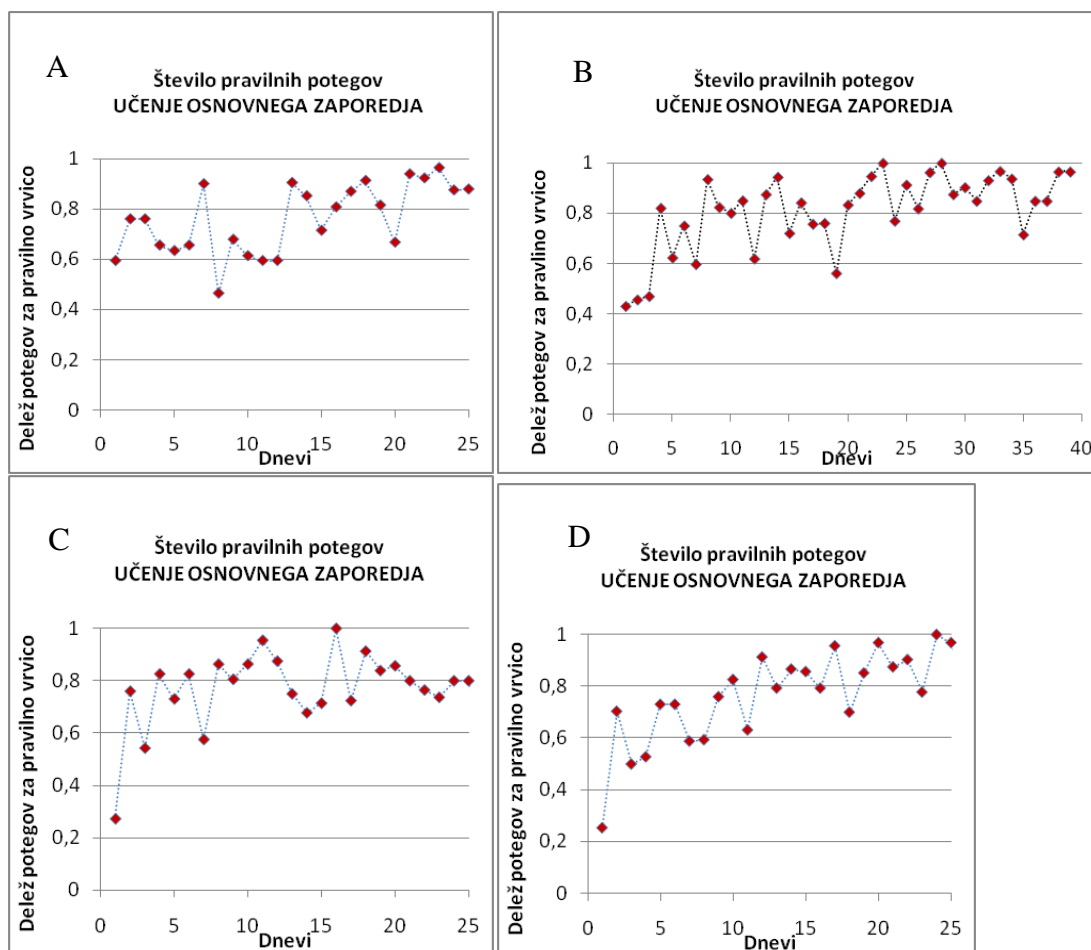 A
Število pravilnih potegov
UČENJE OSNOVNEGA ZAPOREDJA
Delež potegov za pravilno vrvico
1
0,8
0,6
0,4
0,2
0
0 5 10 15 20 25
Dnevi
B
Število pravilnih potegov
UČENJE OSNOVNEGA ZAPOREDJA
Delež potegov za pravlino vrvico
1
0,8
0,6
0,4
0,2
0
0 5 10 15 20 25 30 35 40
Dnevi
C
Število pravilnih potegov
UČENJE OSNOVNEGA ZAPOREDJA
Delež potegov za pravilno vrvico
1
0,8
0,6
0,4
0,2
0
0 5 10 15 20 25
Dnevi
D
Število pravilnih potegov
UČENJE OSNOVNEGA ZAPOREDJA
Delež potegov za pravilno vrvico
1
0,8
0,6
0,4
0,2
0
0 5 10 15 20 25
Dnevi